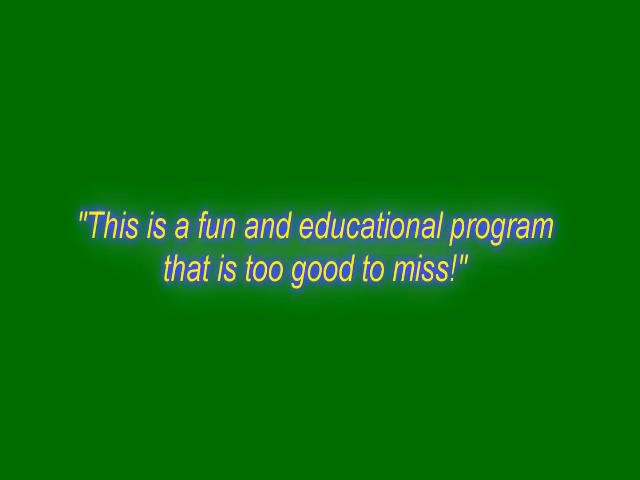 "This is a fun and educational program
that is too good to miss!"